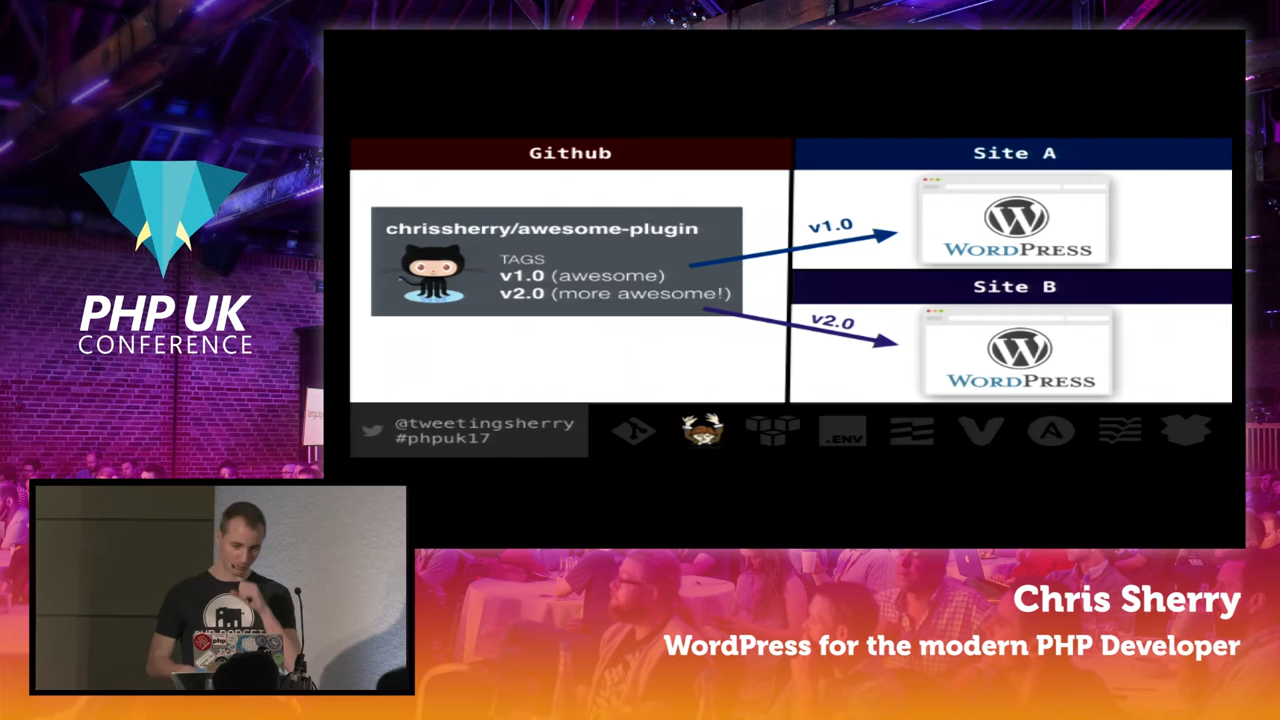 PHP UK
CONFERENCE
Github
chrissherry/awesome-plugin
TAGS
v1.0 (awesome)
v2.0 (more awesome!)
v1.0
v2.0
Site A
WORDPRESS
Site B
WORDPRESS
@tweetingsherry
#phpuk17
.ENV
php
Chris Sherry
WordPress for the modern PHP Developer